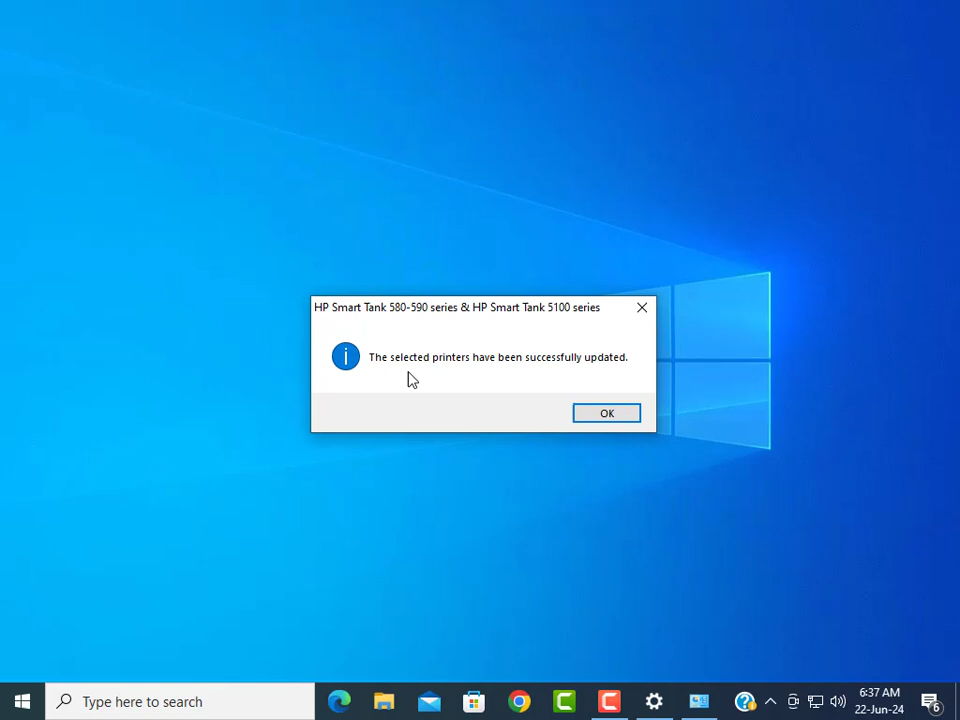 HP Smart Tank 580-590 series & HP Smart Tank 5100 series
The selected printers have been successfully updated.
OK
Type here to search
6:37 AM
22-Jun-24
6